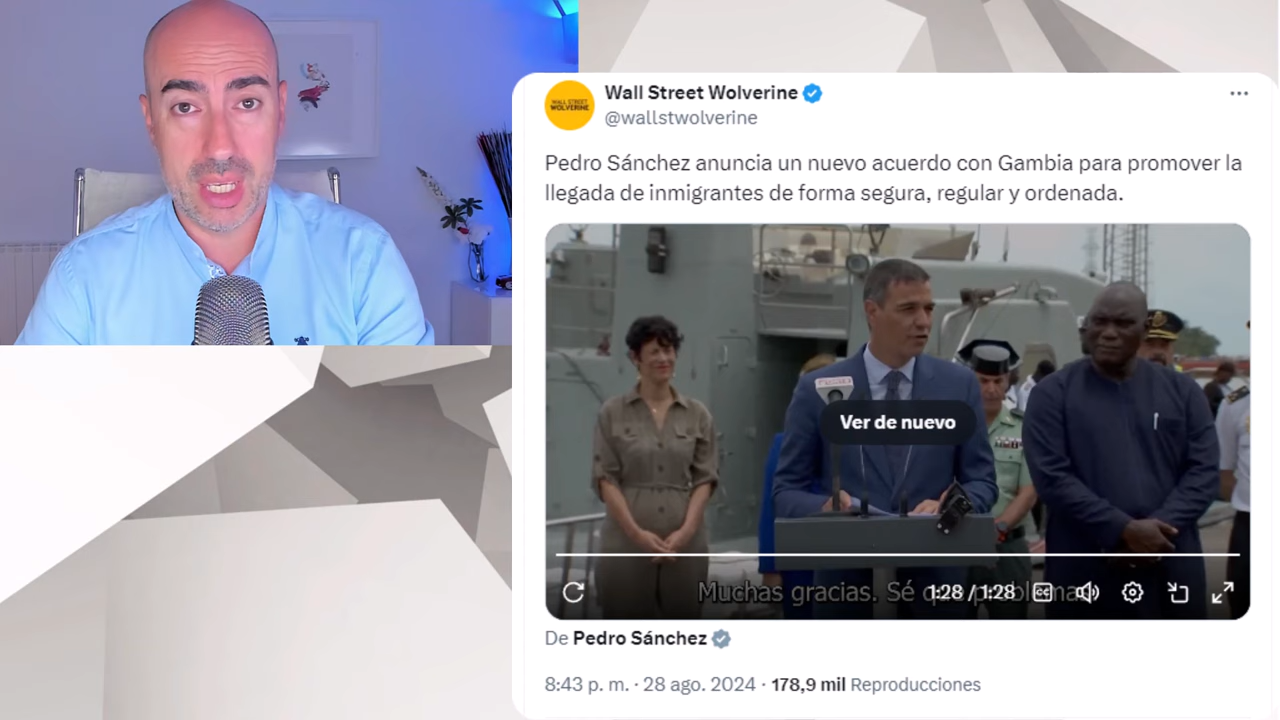 Wall Street Wolverine
WALL STREET
WOLVERINE
@wallstwolverine
Pedro Sánchez anuncia un nuevo acuerdo con Gambia para promover la
llegada de inmigrantes de forma segura, regular y ordenada.
Ver de nuevo
Muchas gracias. Sé que
1:28 / 1:28
CC
De Pedro Sánchez
8:43 p. m. · 28 ago. 2024 · 178,9 mil Reproducciones